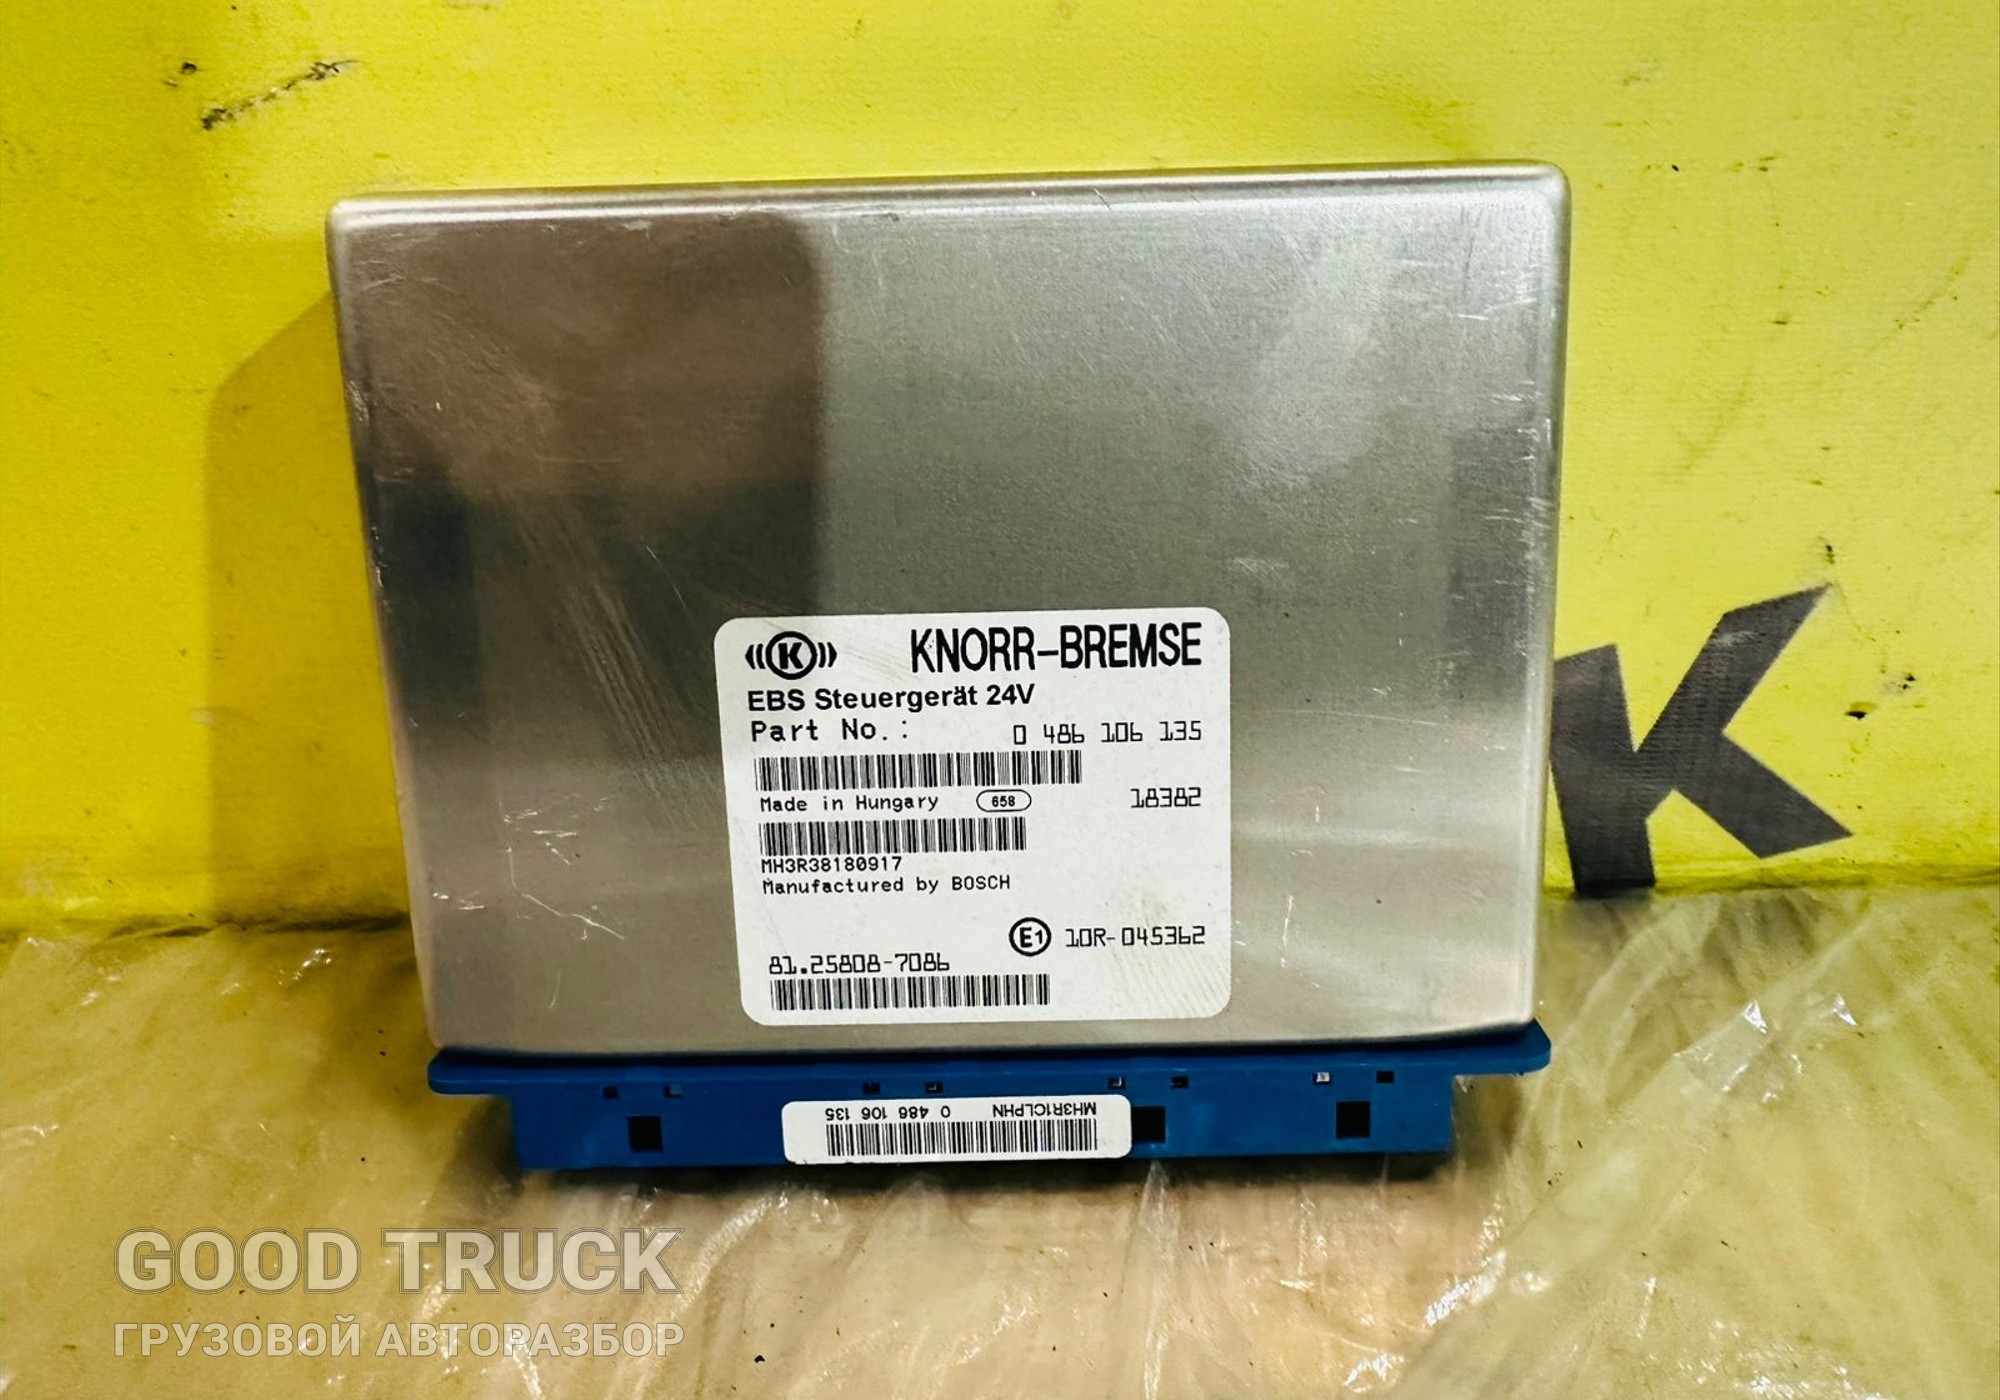 K KNORR-BREMSE
EBS Steuergerät 24V
Part No.: 0 486 106 135
Made in Hungary 658 18382
MH3R38180917
Manufactured by BOSCH
E1 10R-045362
81.25808-7086
MH3R1CLPHN 0 486 106 135
K
GOOD TRUCK
ГРУЗОВОЙ АВТОРАЗБОР